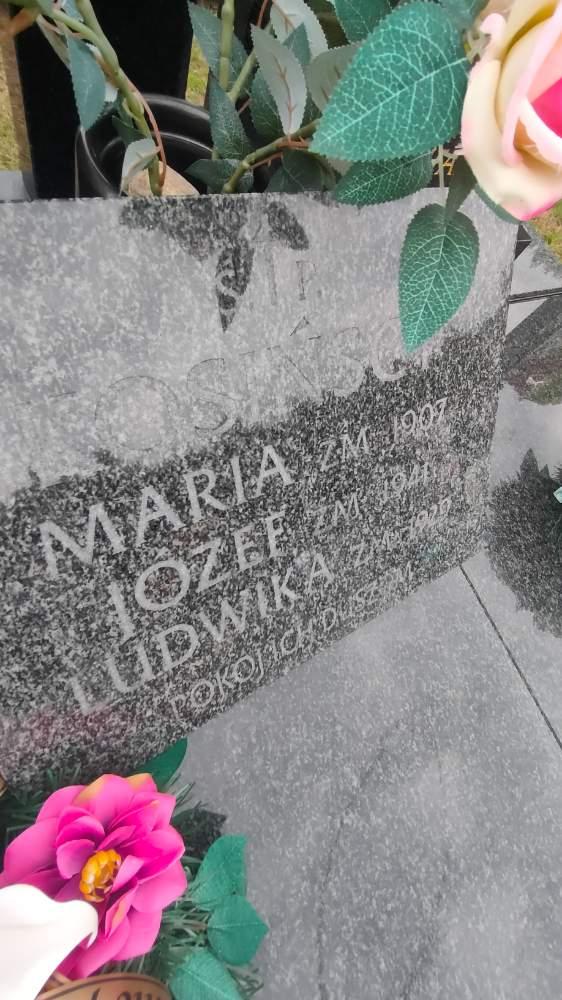 Ś.†P.
MARIA ZM 1907
JÓZEF ZM 1941
LUDWIKA ZM
POKÓJ ICH DUSZOM